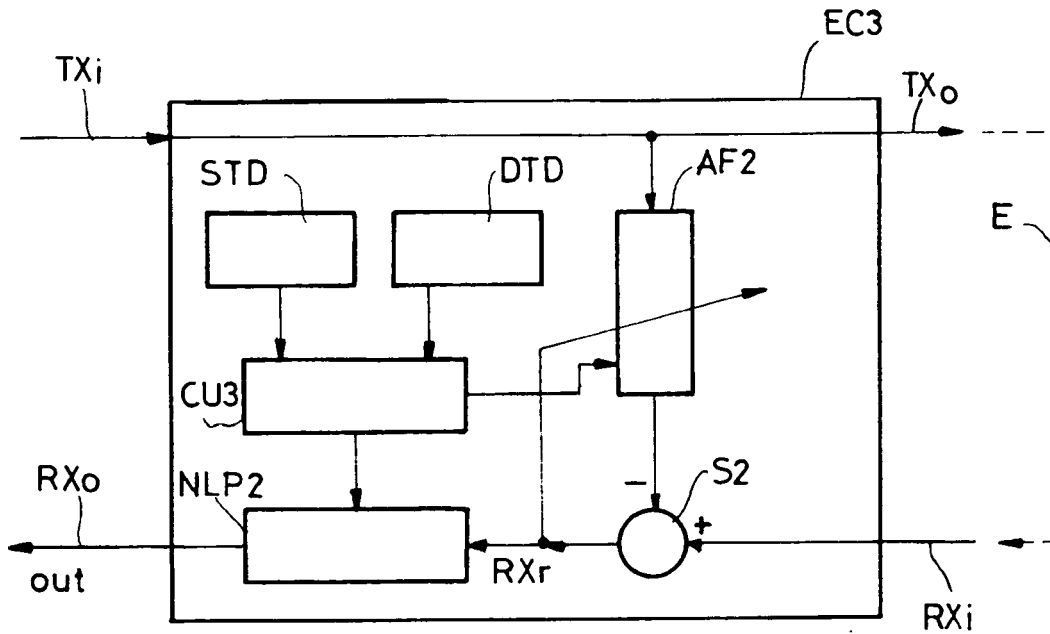 EC3
TXi
TXo
STD
DTD
AF2
E
CU3
RXo
NLP2
−
S2
+
RXr
out
RXi